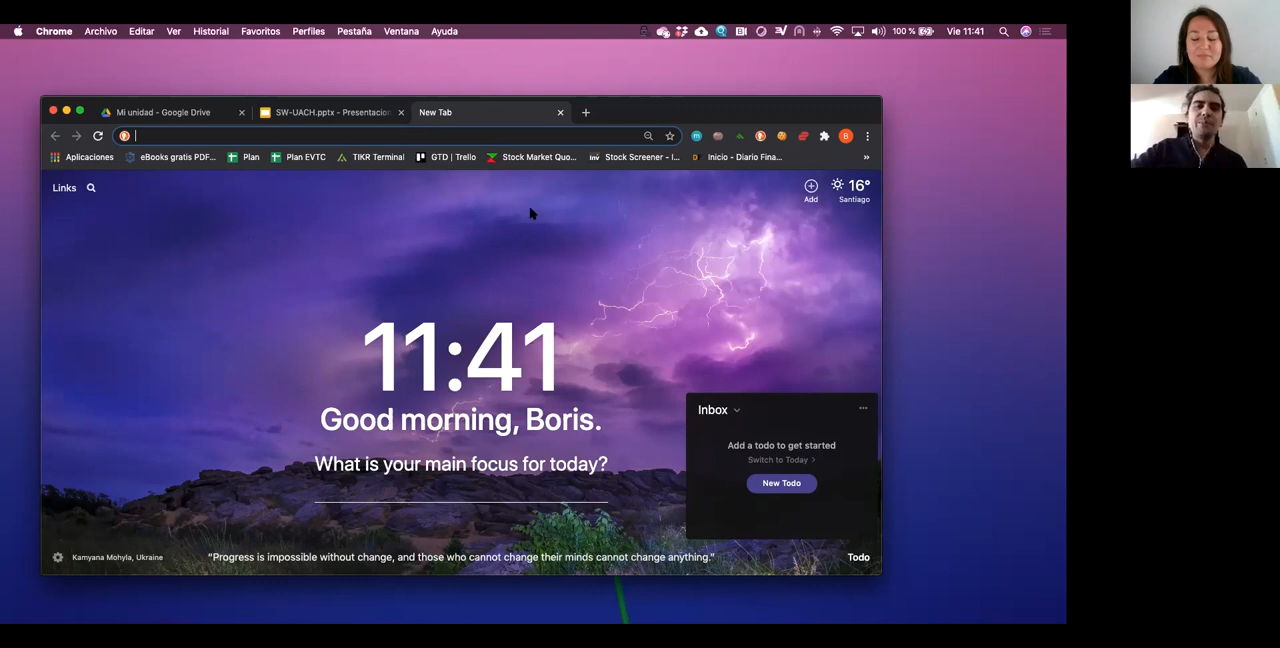 Chrome Archivo Editar Ver Historial Favoritos Perfiles Pestaña Ventana Ayuda 100 % Vie 11:41
Mi unidad - Google Drive SW-UACH.pptx - Presentacion New Tab
Aplicaciones eBooks gratis PDF... Plan Plan EVTC TIKR Terminal GTD | Trello Stock Market Quo... Stock Screener - I... Inicio - Diario Fina... »
Links
16°
Add Santiago
11:41
Good morning, Boris.
What is your main focus for today?
Inbox
Add a todo to get started
Switch to Today
New Todo
Kamyana Mohyla, Ukraine "Progress is impossible without change, and those who cannot change their minds cannot change anything." Todo